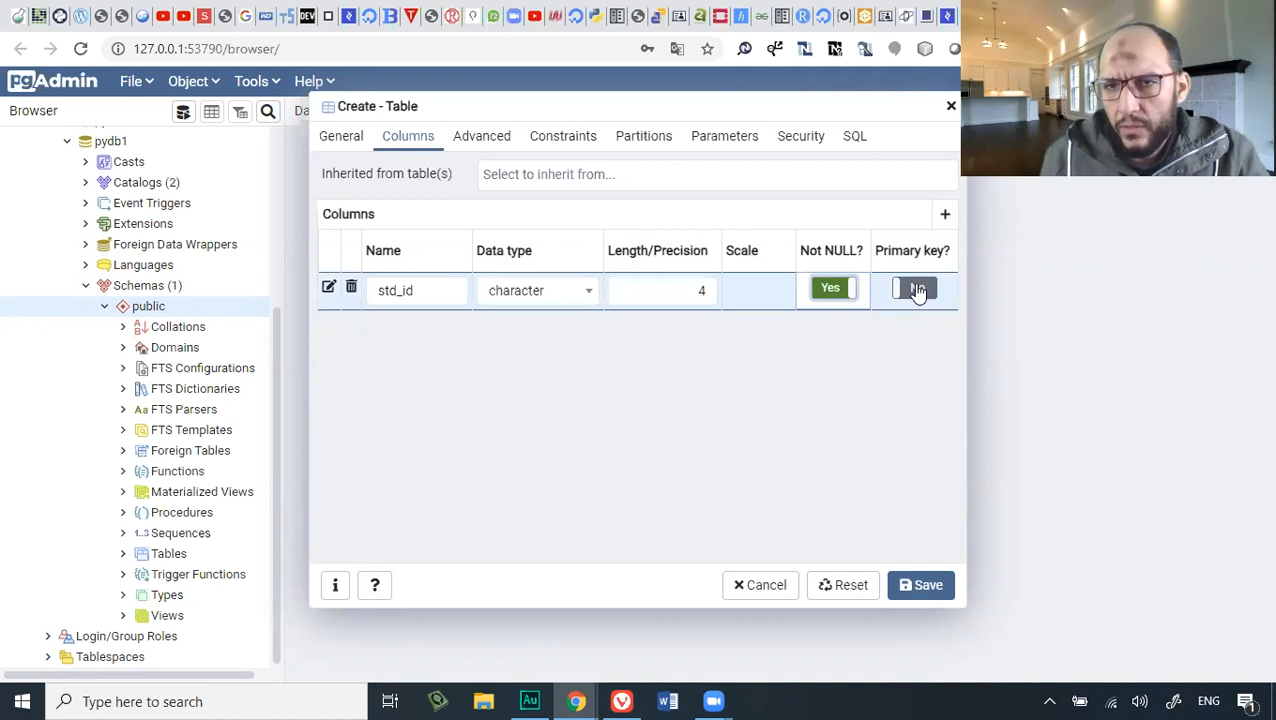 127.0.0.1:53790/browser/
pgAdmin File Object Tools Help
Browser
Create - Table
General Columns Advanced Constraints Partitions Parameters Security SQL
Inherited from table(s) Select to inherit from...
Columns
Name Data type Length/Precision Scale Not NULL? Primary key?
std_id character 4 Yes
pydb1
Casts
Catalogs (2)
Event Triggers
Extensions
Foreign Data Wrappers
Languages
Schemas (1)
public
Collations
Domains
FTS Configurations
FTS Dictionaries
FTS Parsers
FTS Templates
Foreign Tables
Functions
Materialized Views
Procedures
1..3 Sequences
Tables
Trigger Functions
Types
Views
Login/Group Roles
Tablespaces
i ? Cancel Reset Save
Type here to search
Au
ENG
1